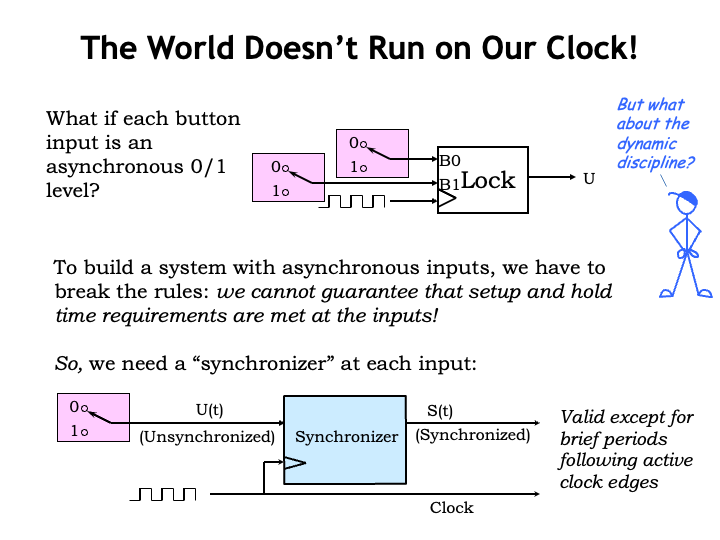 The World Doesn't Run on Our Clock!
But what
about the
dynamic
discipline?
What if each button
input is an
asynchronous 0/1
level?
0
1
0
1
B0
B1
Lock
U
To build a system with asynchronous inputs, we have to
break the rules: we cannot guarantee that setup and hold
time requirements are met at the inputs!
So, we need a “synchronizer” at each input:
0
1
U(t)
(Unsynchronized)
Synchronizer
S(t)
(Synchronized)
Clock
Valid except for
brief periods
following active
clock edges